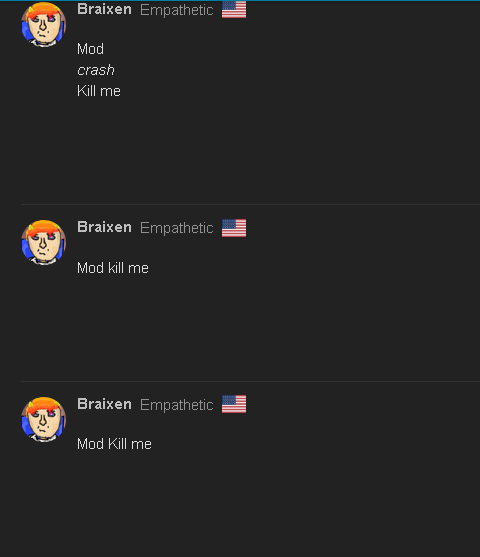 Braixen Empathetic
Mod
crash
Kill me
Braixen Empathetic
Mod kill me
Braixen Empathetic
Mod Kill me